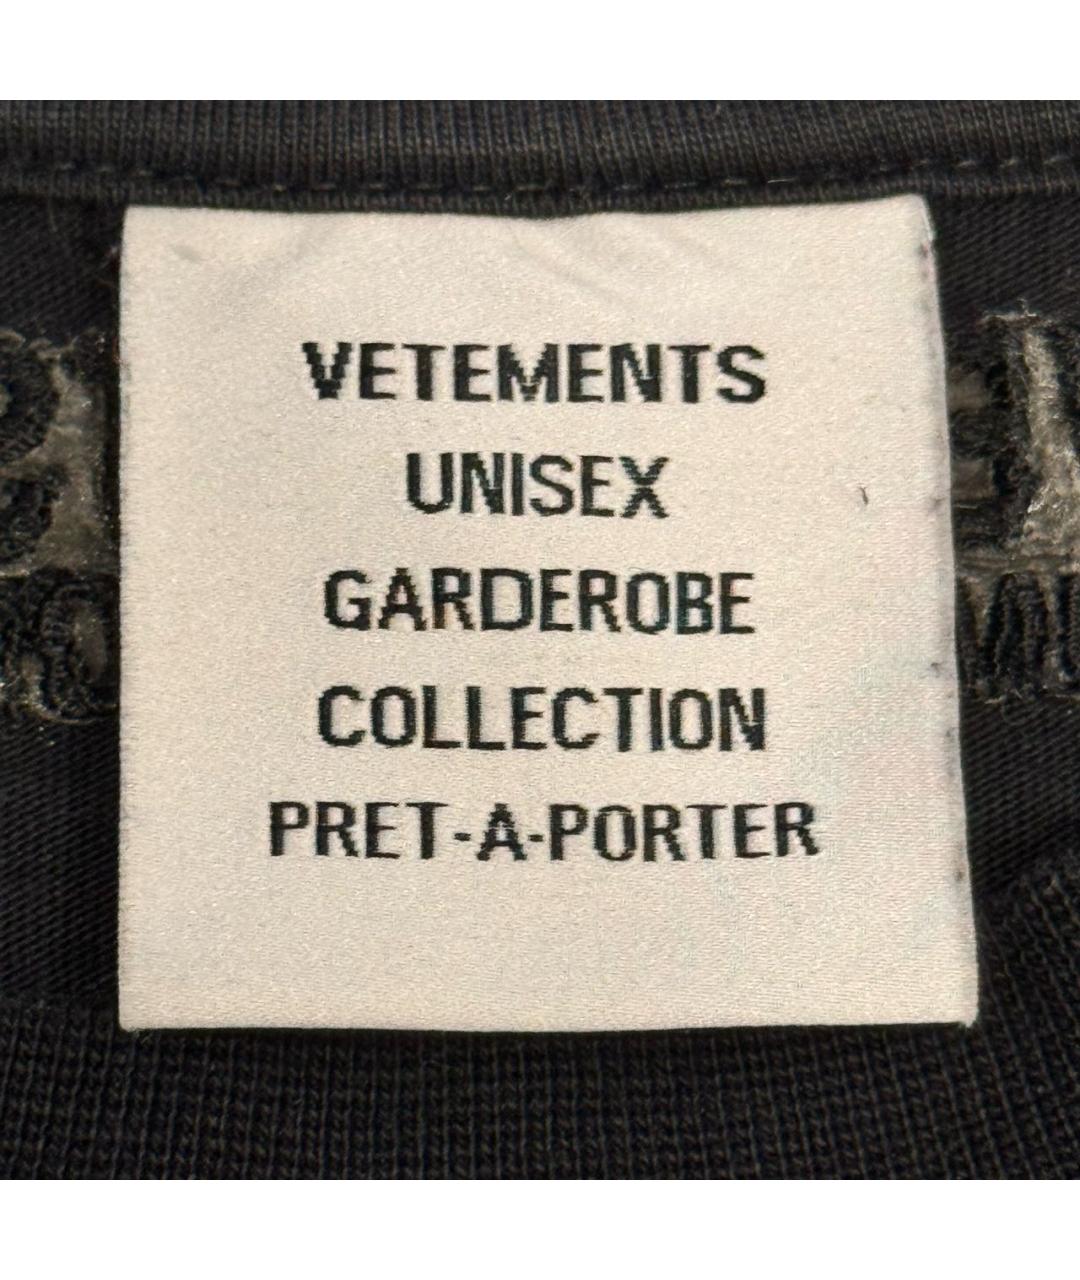 VETEMENTS
UNISEX
GARDEROBE
COLLECTION
PRET-A-PORTER